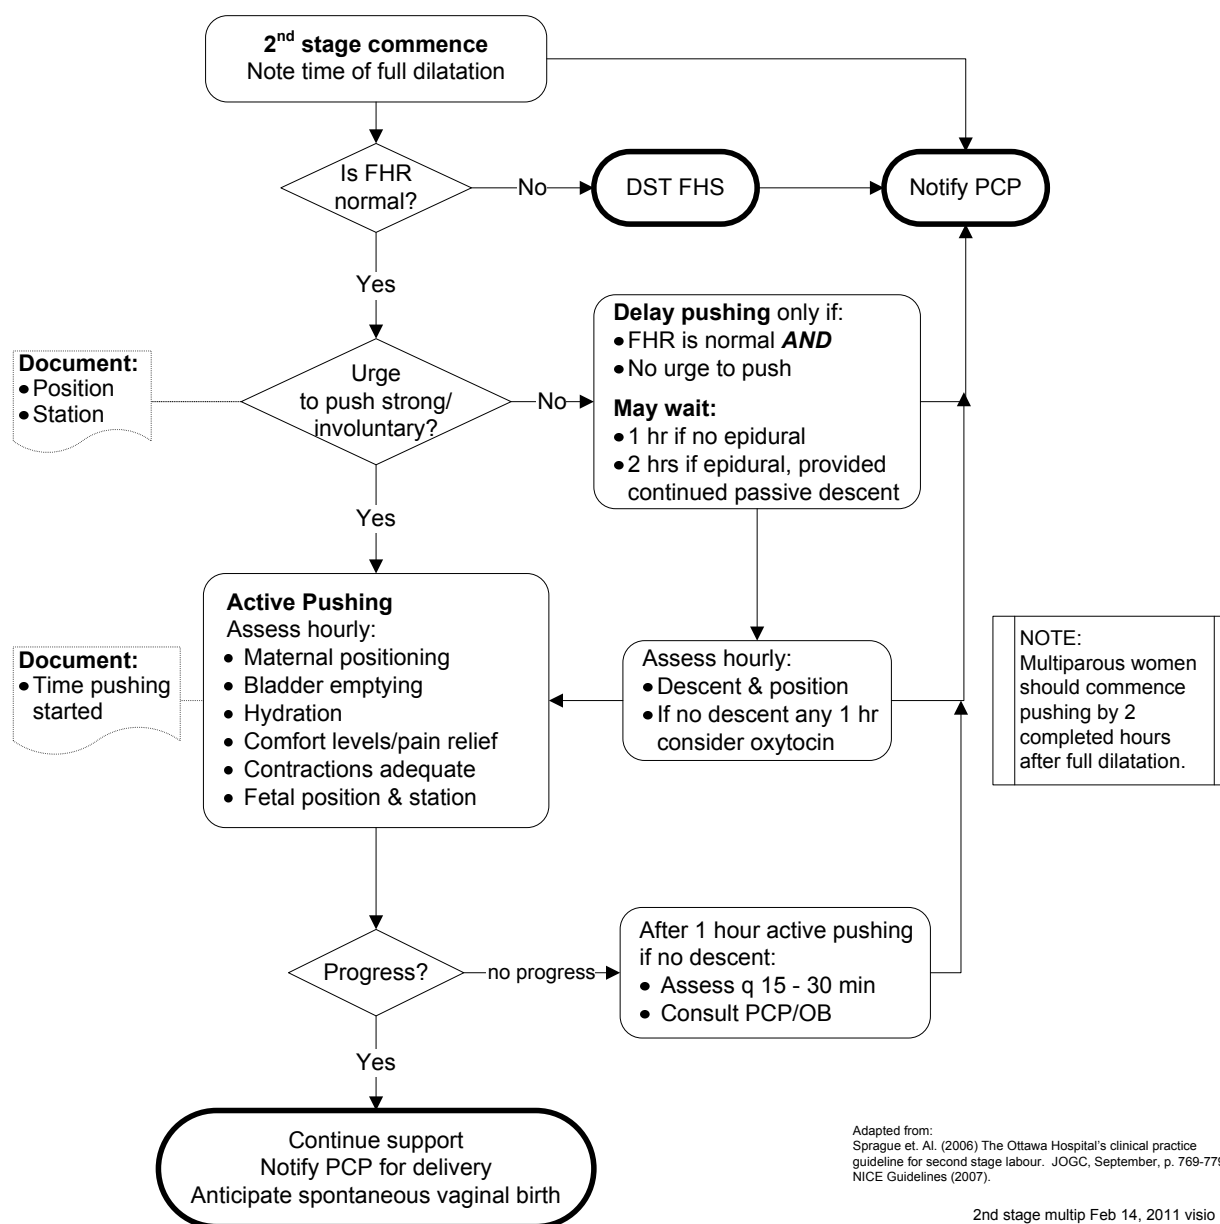 2nd stage commence
Note time of full dilatation
Is FHR
normal?
No
DST FHS
Notify PCP
Yes
Document:
• Position
• Station
Urge
to push strong/
involuntary?
No
Delay pushing only if:
• FHR is normal AND
• No urge to push
May wait:
• 1 hr if no epidural
• 2 hrs if epidural, provided
continued passive descent
Yes
Document:
• Time pushing
started
Active Pushing
Assess hourly:
• Maternal positioning
• Bladder emptying
• Hydration
• Comfort levels/pain relief
• Contractions adequate
• Fetal position & station
Assess hourly:
• Descent & position
• If no descent any 1 hr
consider oxytocin
NOTE:
Multiparous women
should commence
pushing by 2
completed hours
after full dilatation.
Progress?
no progress
After 1 hour active pushing
if no descent:
• Assess q 15 - 30 min
• Consult PCP/OB
Yes
Continue support
Notify PCP for delivery
Anticipate spontaneous vaginal birth
Adapted from:
Sprague et. Al. (2006) The Ottawa Hospital's clinical practice
guideline for second stage labour. JOGC, September, p. 769-779
NICE Guidelines (2007).
2nd stage multip Feb 14, 2011 visio